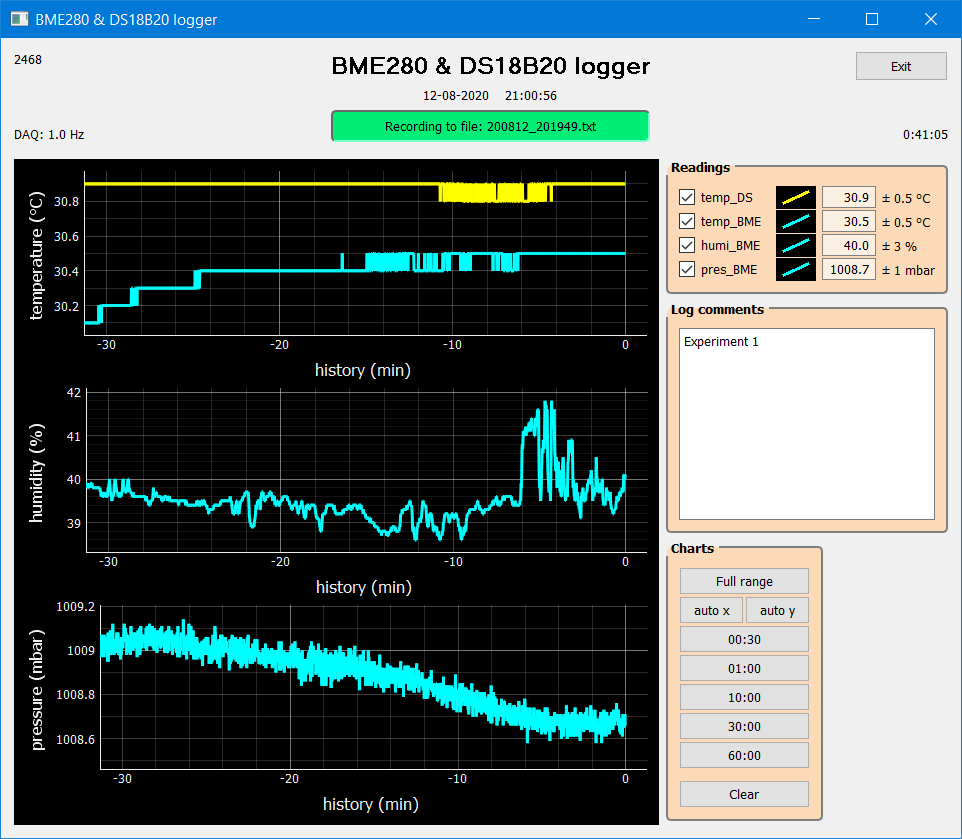 BME280 & DS18B20 logger
2468
BME280 & DS18B20 logger
Exit
12-08-2020 21:00:56
Recording to file: 200812_201949.txt
DAQ: 1.0 Hz
0:41:05
temperature (°C)
30.8
30.6
30.4
30.2
-30 -20 -10 0
history (min)
humidity (%)
42
41
40
39
-30 -20 -10 0
history (min)
pressure (mbar)
1009.2
1009
1008.8
1008.6
-30 -20 -10 0
history (min)
Readings
temp_DS 30.9 ± 0.5 °C
temp_BME 30.5 ± 0.5 °C
humi_BME 40.0 ± 3 %
pres_BME 1008.7 ± 1 mbar
Log comments
Experiment 1
Charts
Full range
auto x auto y
00:30
01:00
10:00
30:00
60:00
Clear